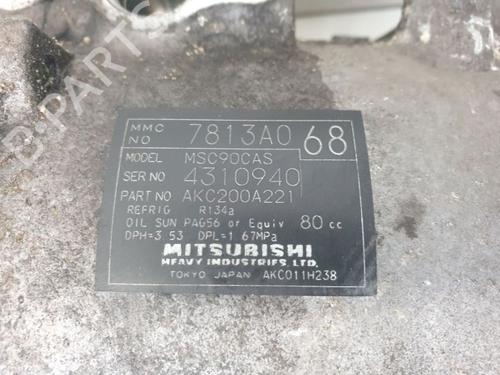 B-PARTS
MMC NO 7813A0 68
MODEL MSC90CAS
SER NO 4310940
PART NO AKC200A221
REFRIG R134a
OIL SUN PAG56 or Equiv 80 cc
DPH=3.53 DPL=1.67MPa
MITSUBISHI
HEAVY INDUSTRIES, LTD.
TOKYO JAPAN AKC011H238